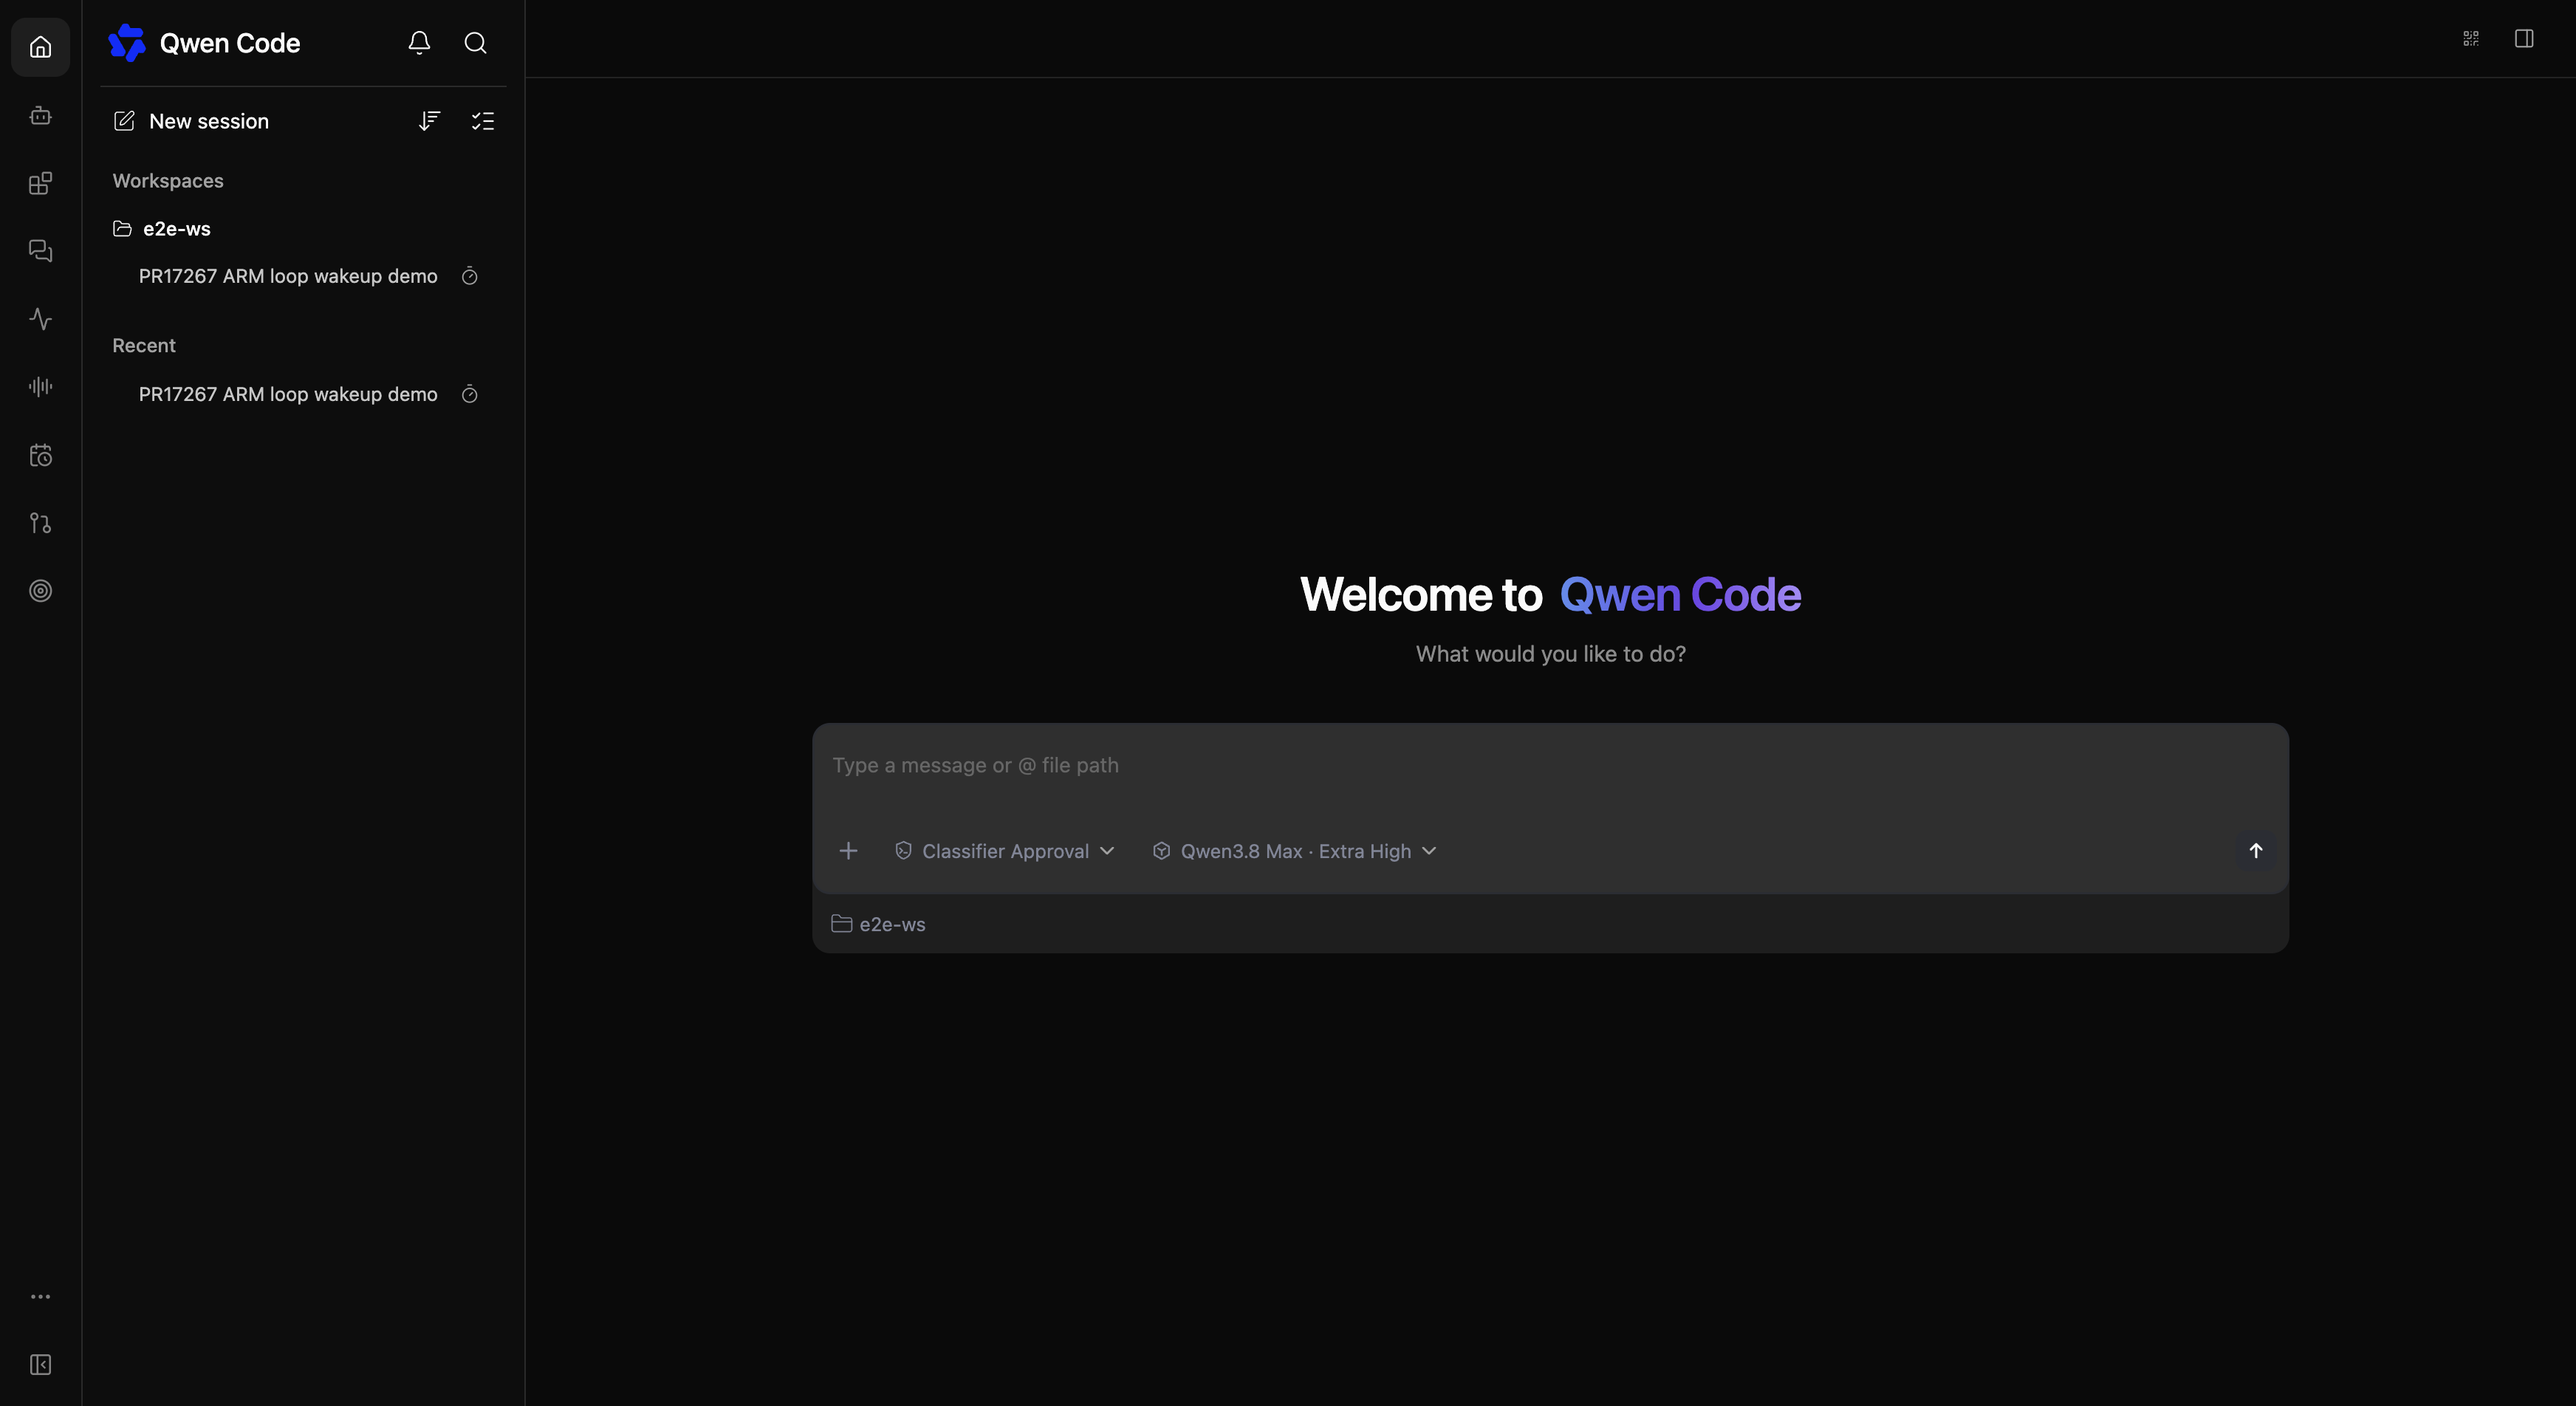 Qwen Code
New session
Workspaces
e2e-ws
PR17267 ARM loop wakeup demo
Recent
PR17267 ARM loop wakeup demo
Welcome to Qwen Code
What would you like to do?
Type a message or @ file path
Classifier Approval
Qwen3.8 Max · Extra High
e2e-ws